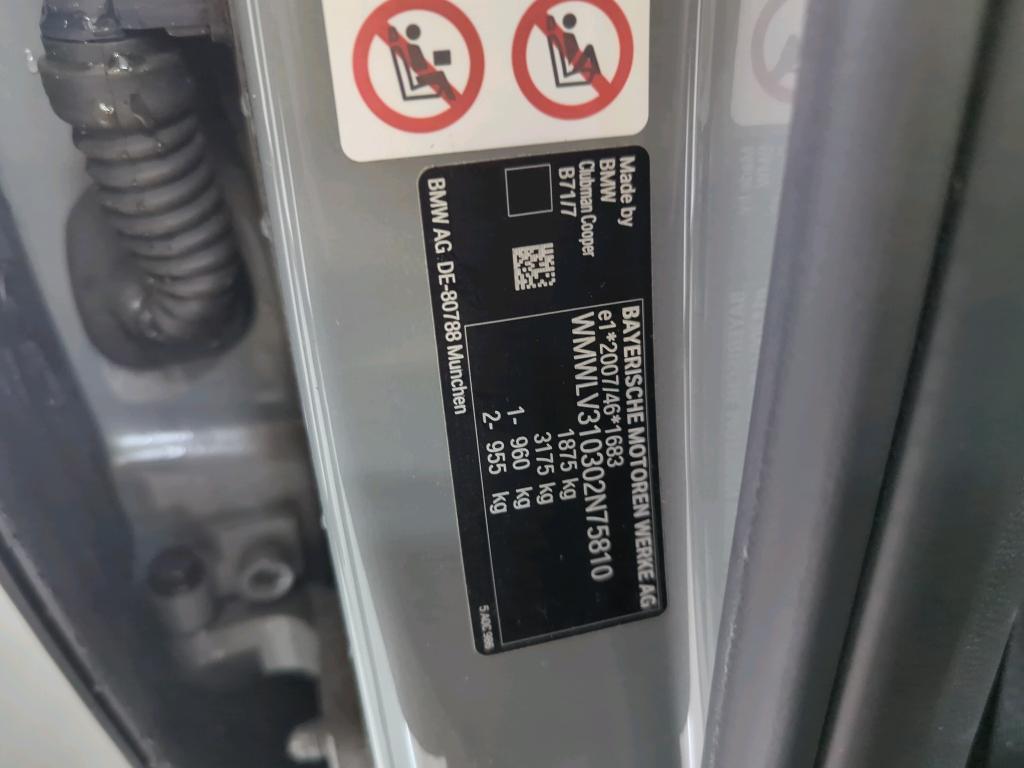 Made by
BMW
Clubman Cooper
B71/7
BAYERISCHE MOTOREN WERKE AG
e1*2007/46*1683
WMWLV310302N75810
1875 kg
3175 kg
1- 960 kg
2- 955 kg
BMW AG DE-80788 Munchen